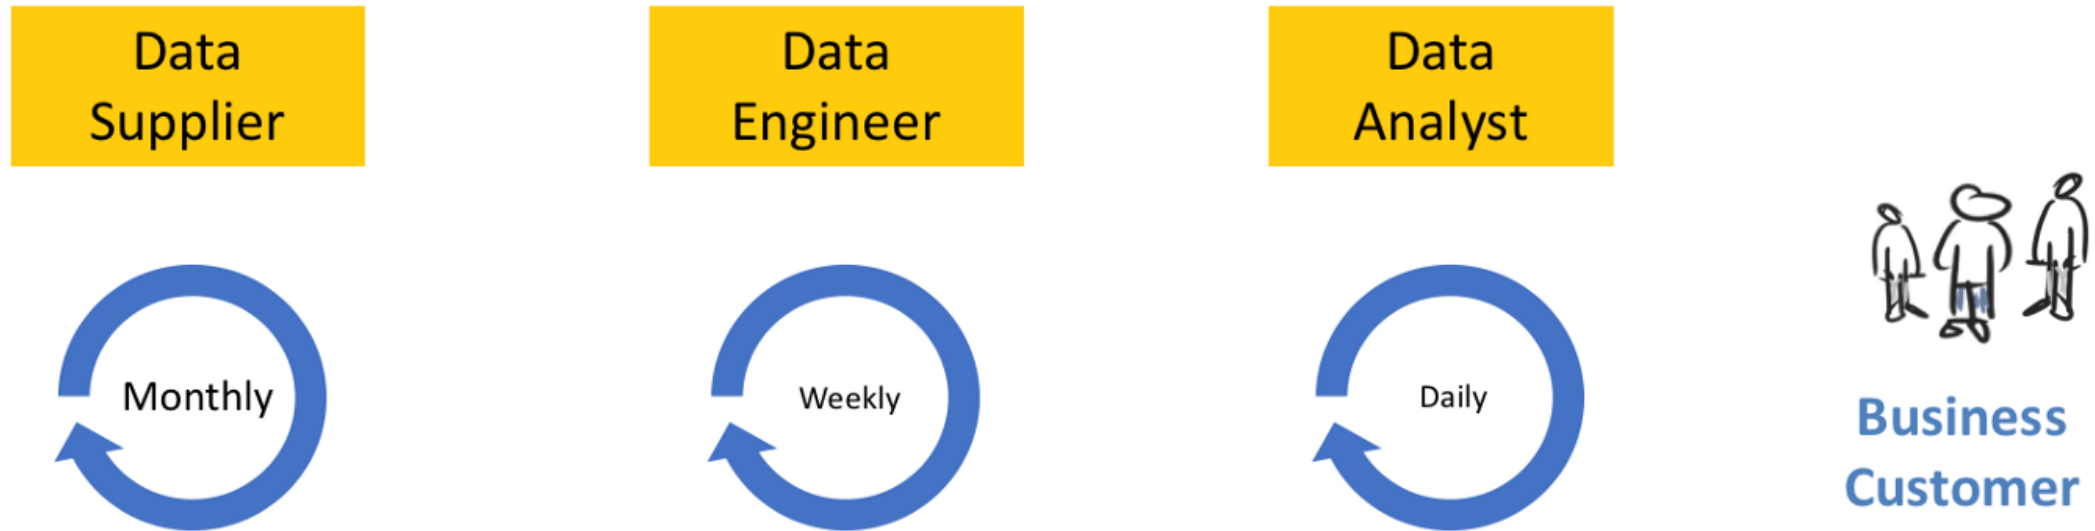 Data
Supplier
Data
Engineer
Data
Analyst
Monthly
Weekly
Daily
Business
Customer